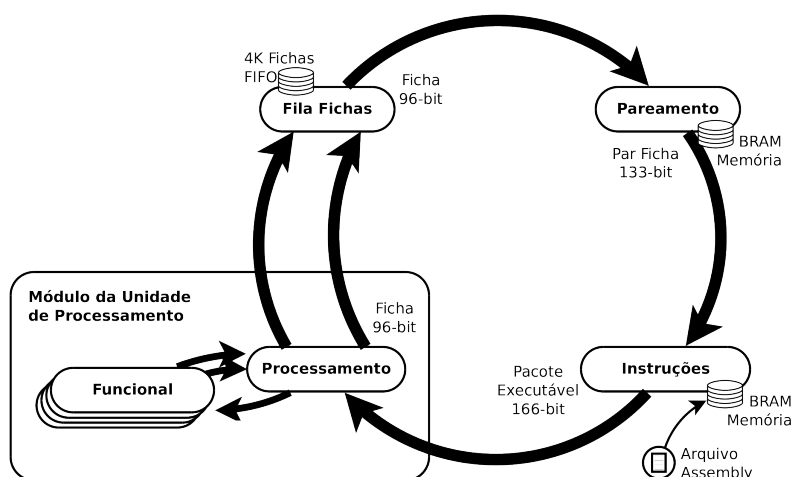 4K Fichas
FIFO
Fila Fichas
Ficha
96-bit
Pareamento
BRAM
Memória
Par Ficha
133-bit
Módulo da Unidade
de Processamento
Ficha
96-bit
Funcional
Processamento
Pacote
Executável
166-bit
Instruções
BRAM
Memória
Arquivo
Assembly